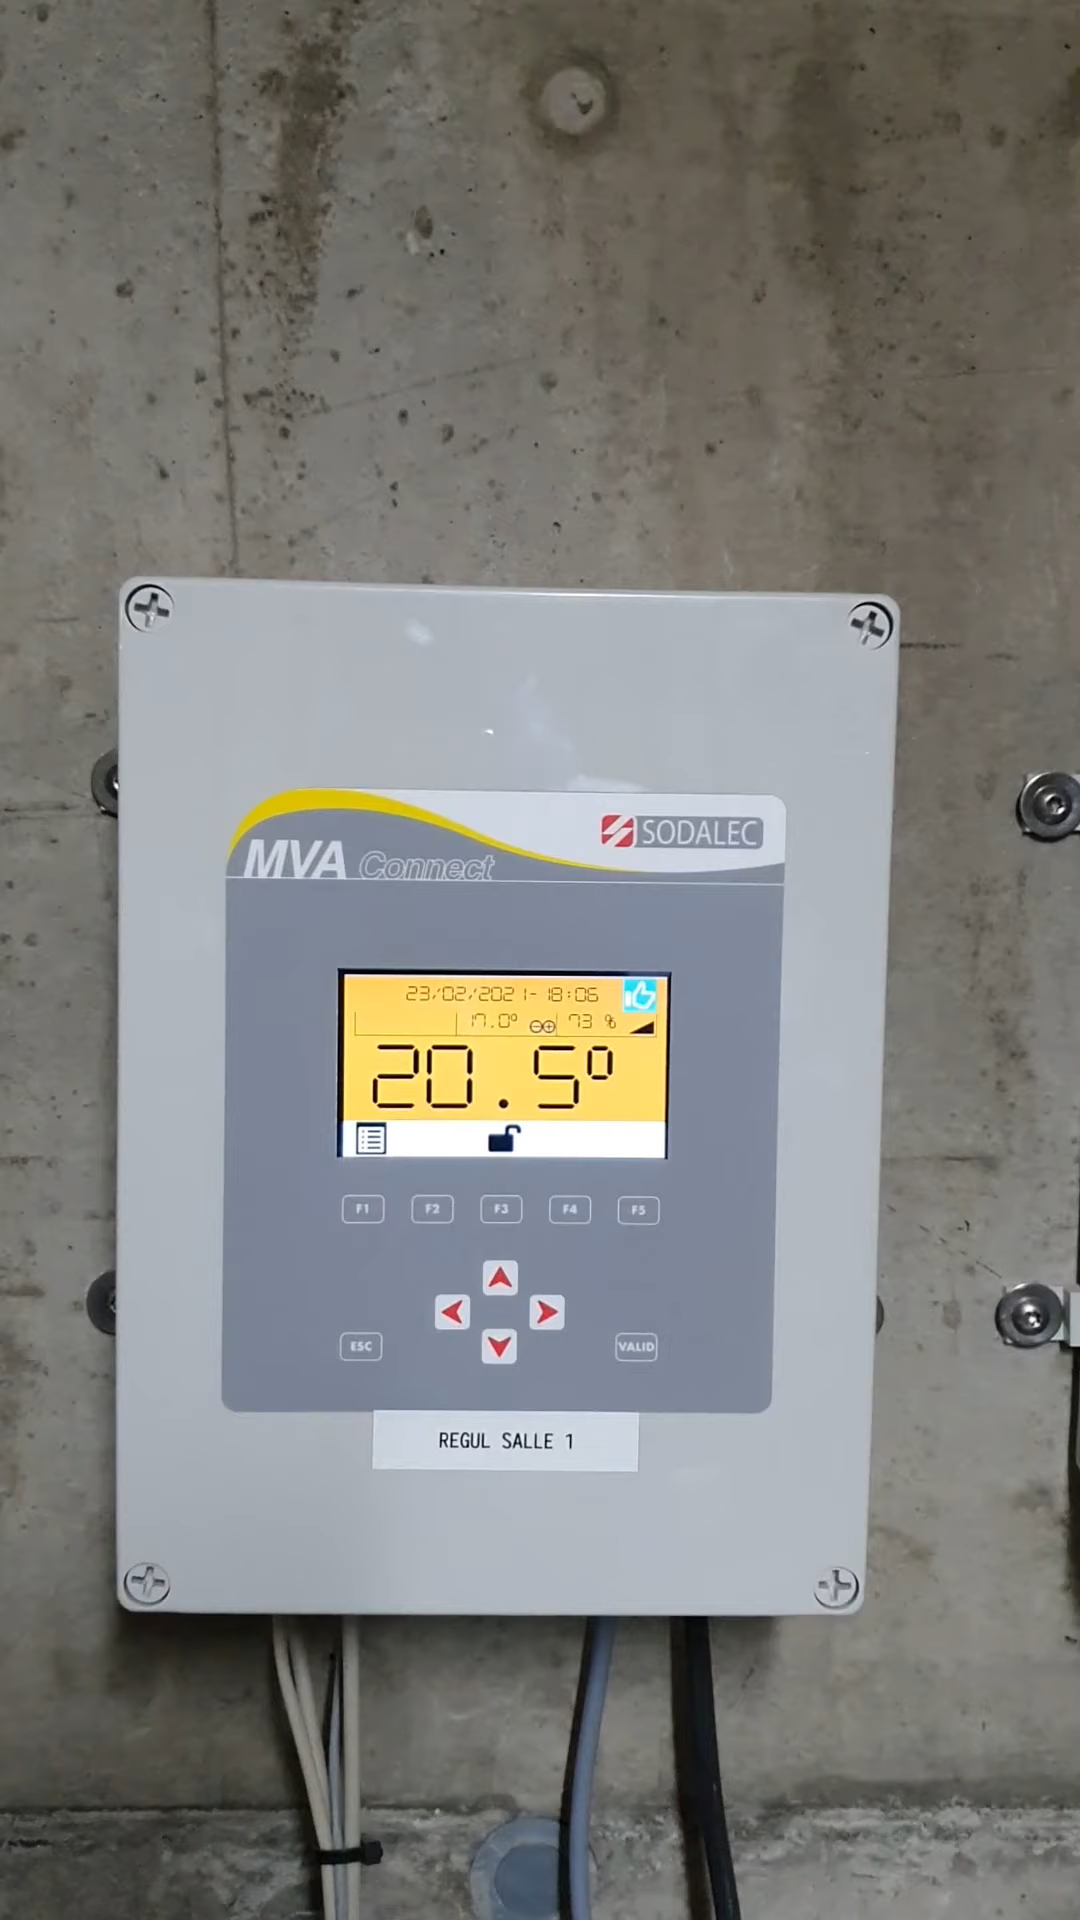 MVA Connect
SODALEC
23/02/2021-18:06
17.0° 73 %
20.5°
F1 F2 F3 F4 F5
ESC
VALID
REGUL SALLE 1